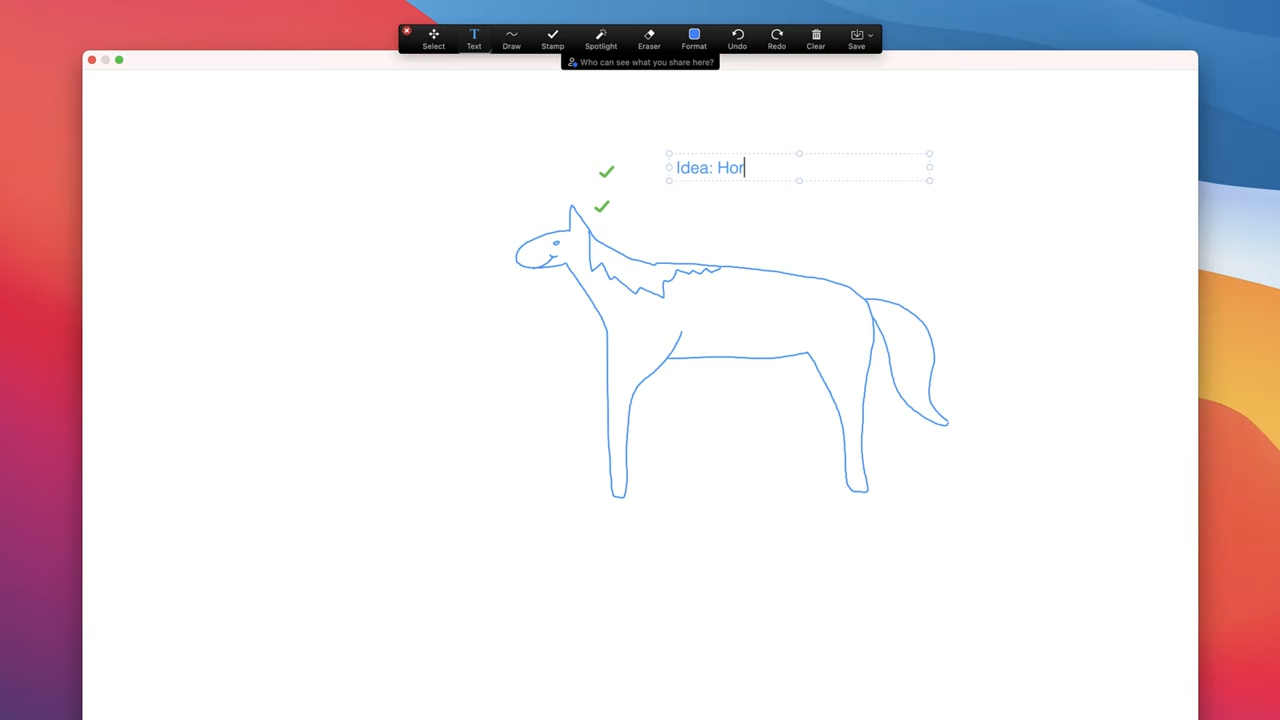 Select
Text
Draw
Stamp
Spotlight
Eraser
Format
Undo
Redo
Clear
Save
Who can see what you share here?
Idea: Hor